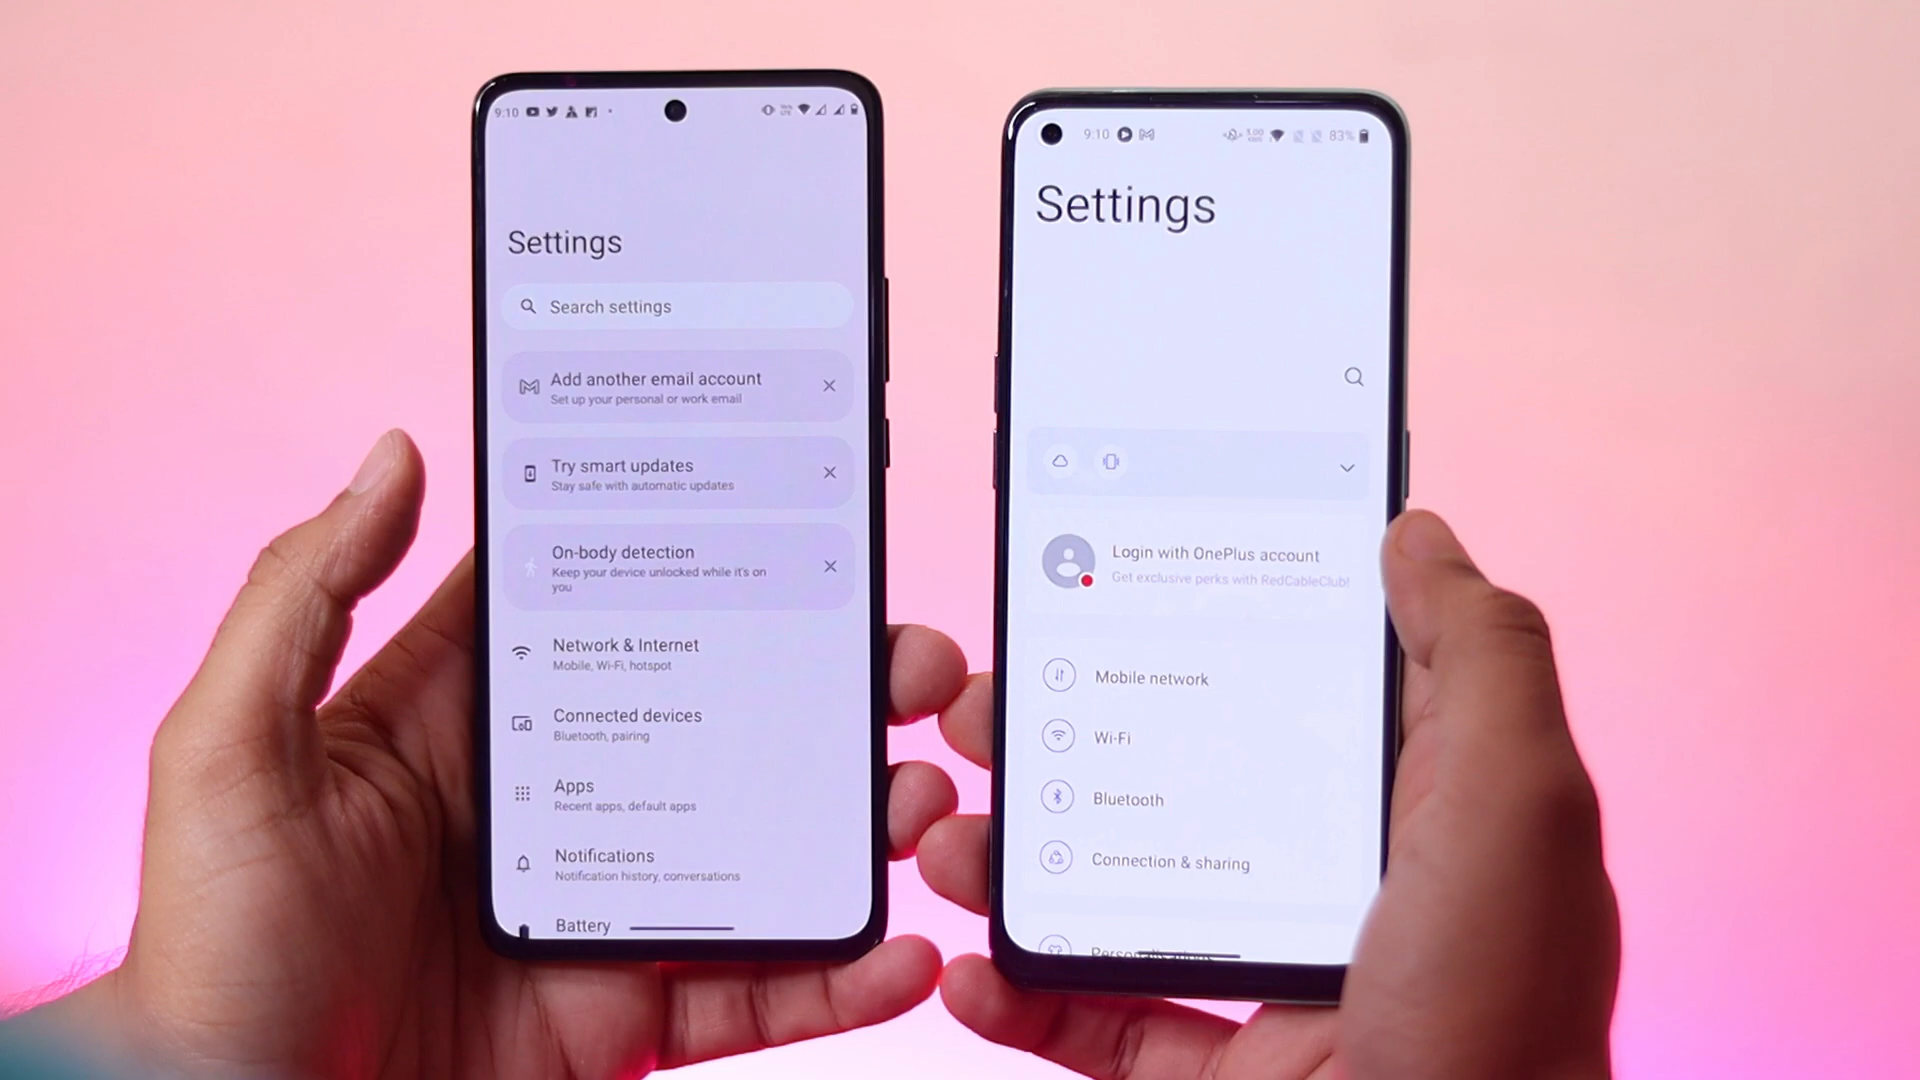 9:10
Settings
Search settings
Add another email account
Set up your personal or work email
Try smart updates
Stay safe with automatic updates
On-body detection
Keep your device unlocked while it's on
you
Network & Internet
Mobile, Wi-Fi, hotspot
Connected devices
Bluetooth, pairing
Apps
Recent apps, default apps
Notifications
Notification history, conversations
Battery
9:10
83%
Settings
Login with OnePlus account
Get exclusive perks with RedCableClub!
Mobile network
Wi-Fi
Bluetooth
Connection & sharing